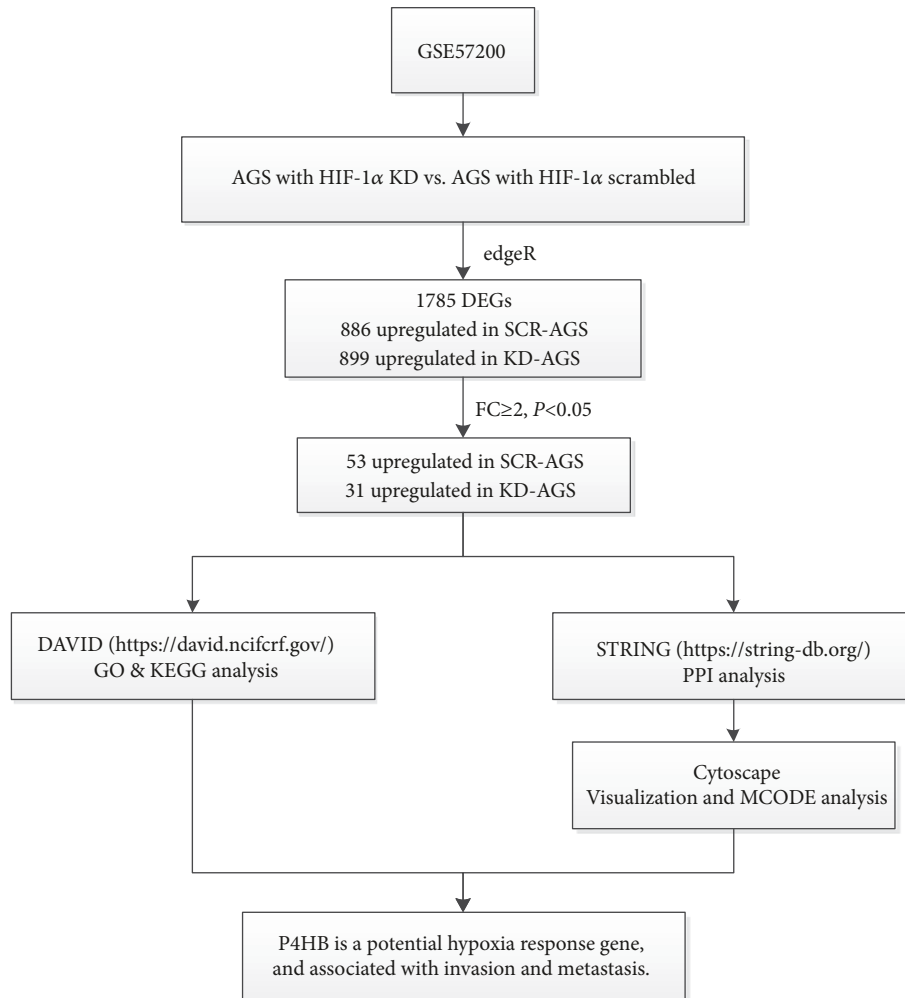 GSE57200
AGS with HIF-1α KD vs. AGS with HIF-1α scrambled
edgeR
1785 DEGs
886 upregulated in SCR-AGS
899 upregulated in KD-AGS
FC≥2, P<0.05
53 upregulated in SCR-AGS
31 upregulated in KD-AGS
DAVID (https://david.ncifcrf.gov/)
GO & KEGG analysis
STRING (https://string-db.org/)
PPI analysis
Cytoscape
Visualization and MCODE analysis
P4HB is a potential hypoxia response gene,
and associated with invasion and metastasis.